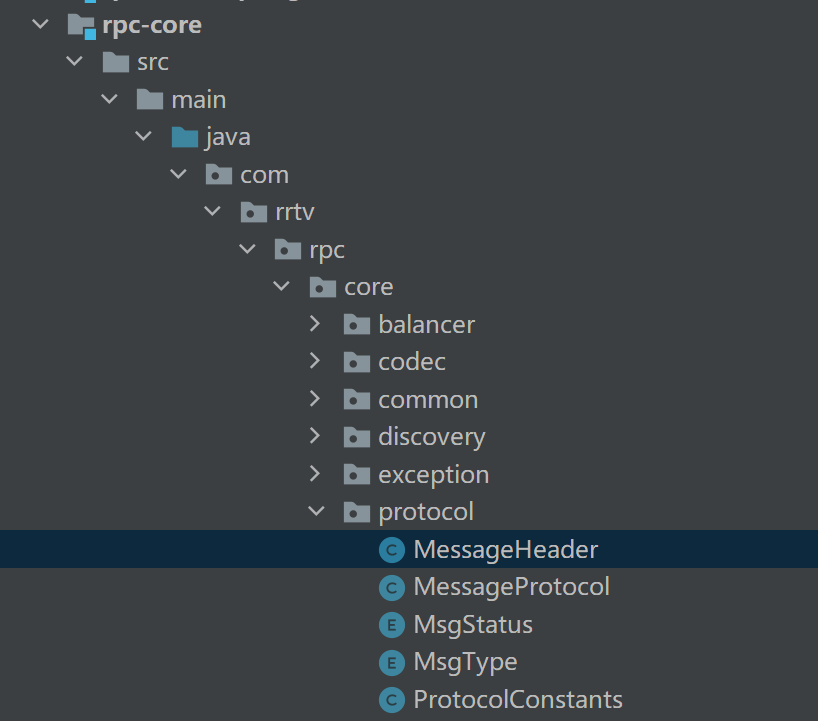 rpc-core
src
main
java
com
rrtv
rpc
core
balancer
codec
common
discovery
exception
protocol
C MessageHeader
C MessageProtocol
E MsgStatus
E MsgType
C ProtocolConstants